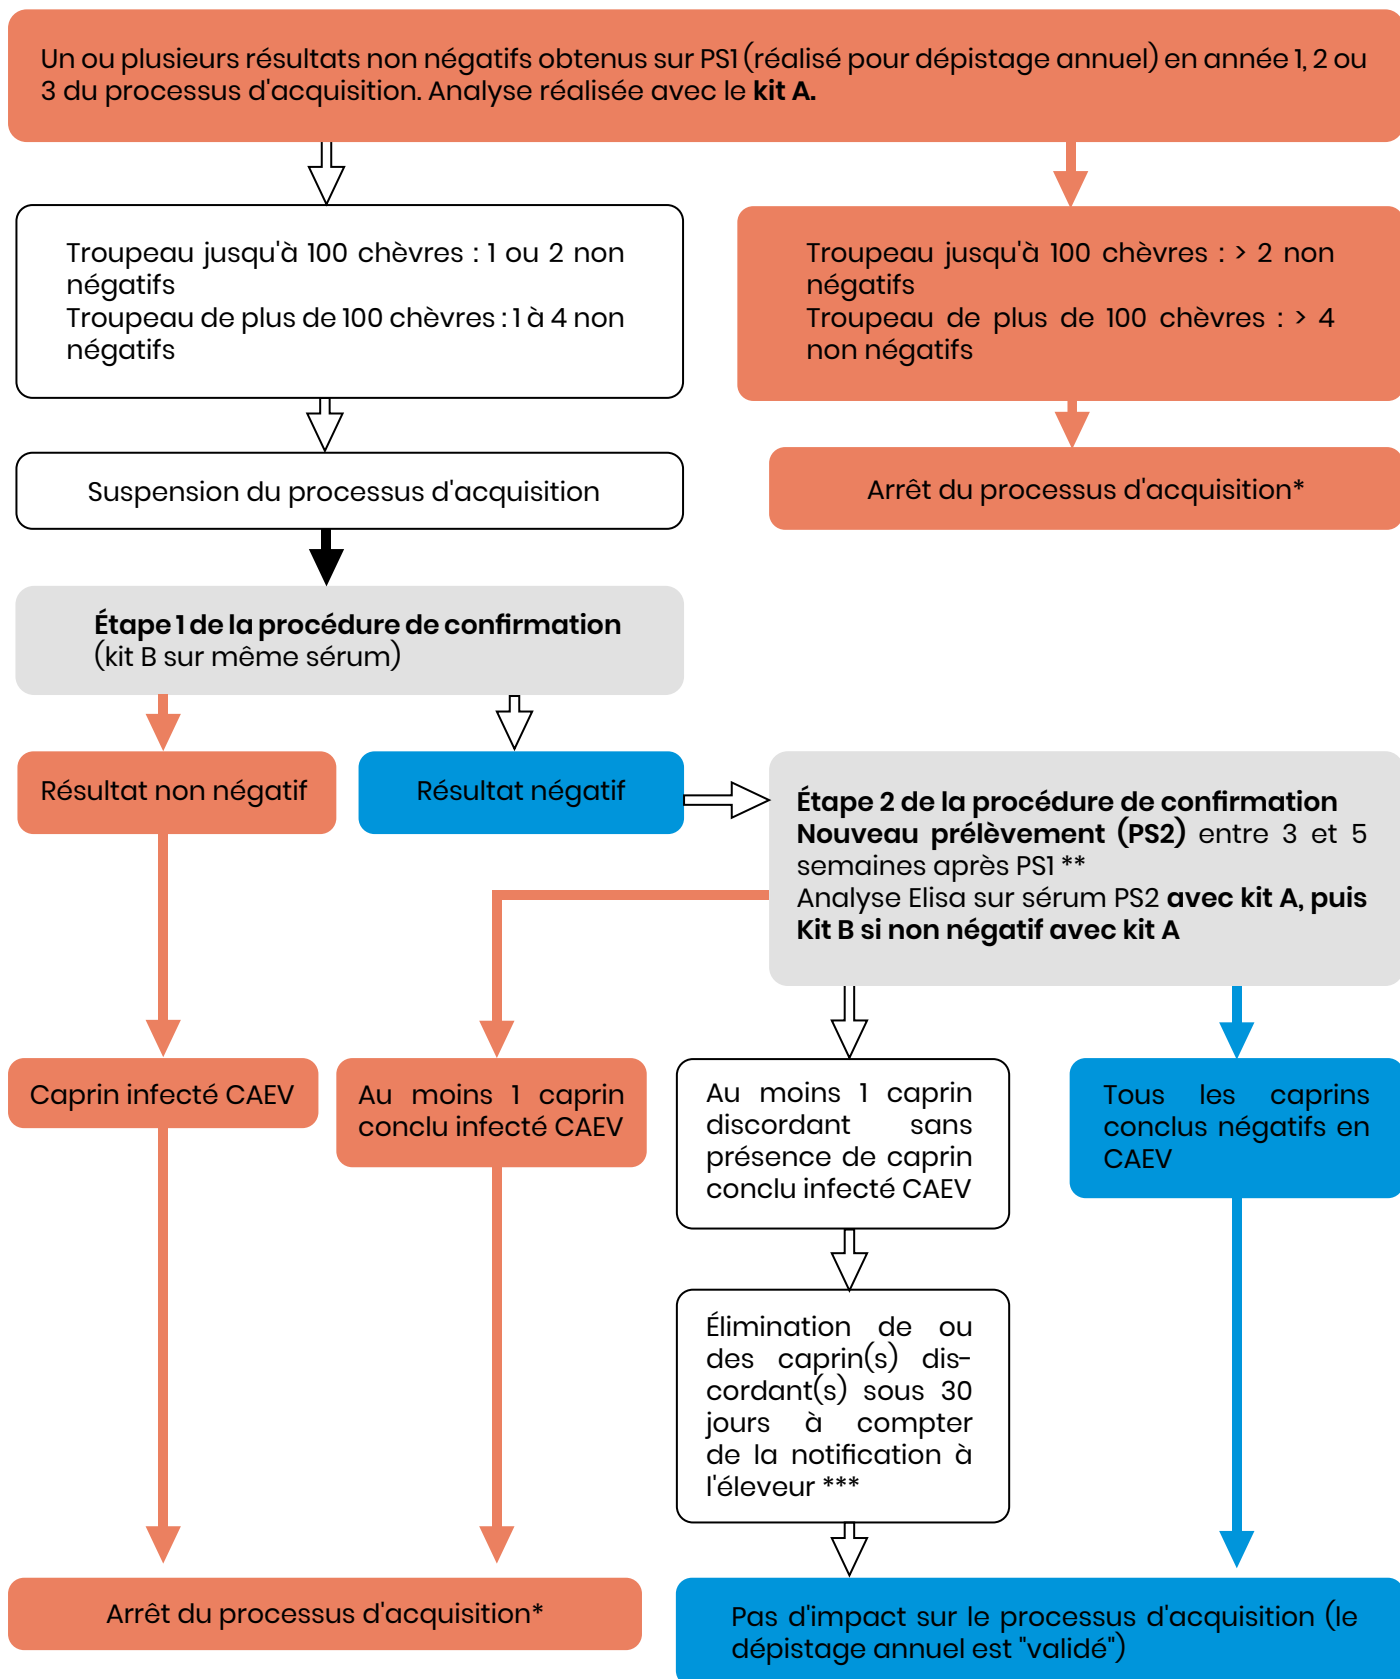 Un ou plusieurs résultats non négatifs obtenus sur PS1 (réalisé pour dépistage annuel) en année 1, 2 ou
3 du processus d'acquisition. Analyse réalisée avec le kit A.
Troupeau jusqu'à 100 chèvres : 1 ou 2 non
négatifs
Troupeau de plus de 100 chèvres : 1 à 4 non
négatifs
Troupeau jusqu'à 100 chèvres : > 2 non
négatifs
Troupeau de plus de 100 chèvres : > 4
non négatifs
Suspension du processus d'acquisition
Arrêt du processus d'acquisition*
Étape 1 de la procédure de confirmation
(kit B sur même sérum)
Résultat non négatif
Résultat négatif
Étape 2 de la procédure de confirmation
Nouveau prélèvement (PS2) entre 3 et 5
semaines après PS1 **
Analyse Elisa sur sérum PS2 avec kit A, puis
Kit B si non négatif avec kit A
Caprin infecté CAEV
Au moins 1 caprin
conclu infecté CAEV
Au moins 1 caprin
discordant sans
présence de caprin
conclu infecté CAEV
Tous les caprins
conclus négatifs en
CAEV
Élimination de ou
des caprin(s) dis-
cordant(s) sous 30
jours à compter
de la notification à
l'éleveur ***
Arrêt du processus d'acquisition*
Pas d'impact sur le processus d'acquisition (le
dépistage annuel est "validé")